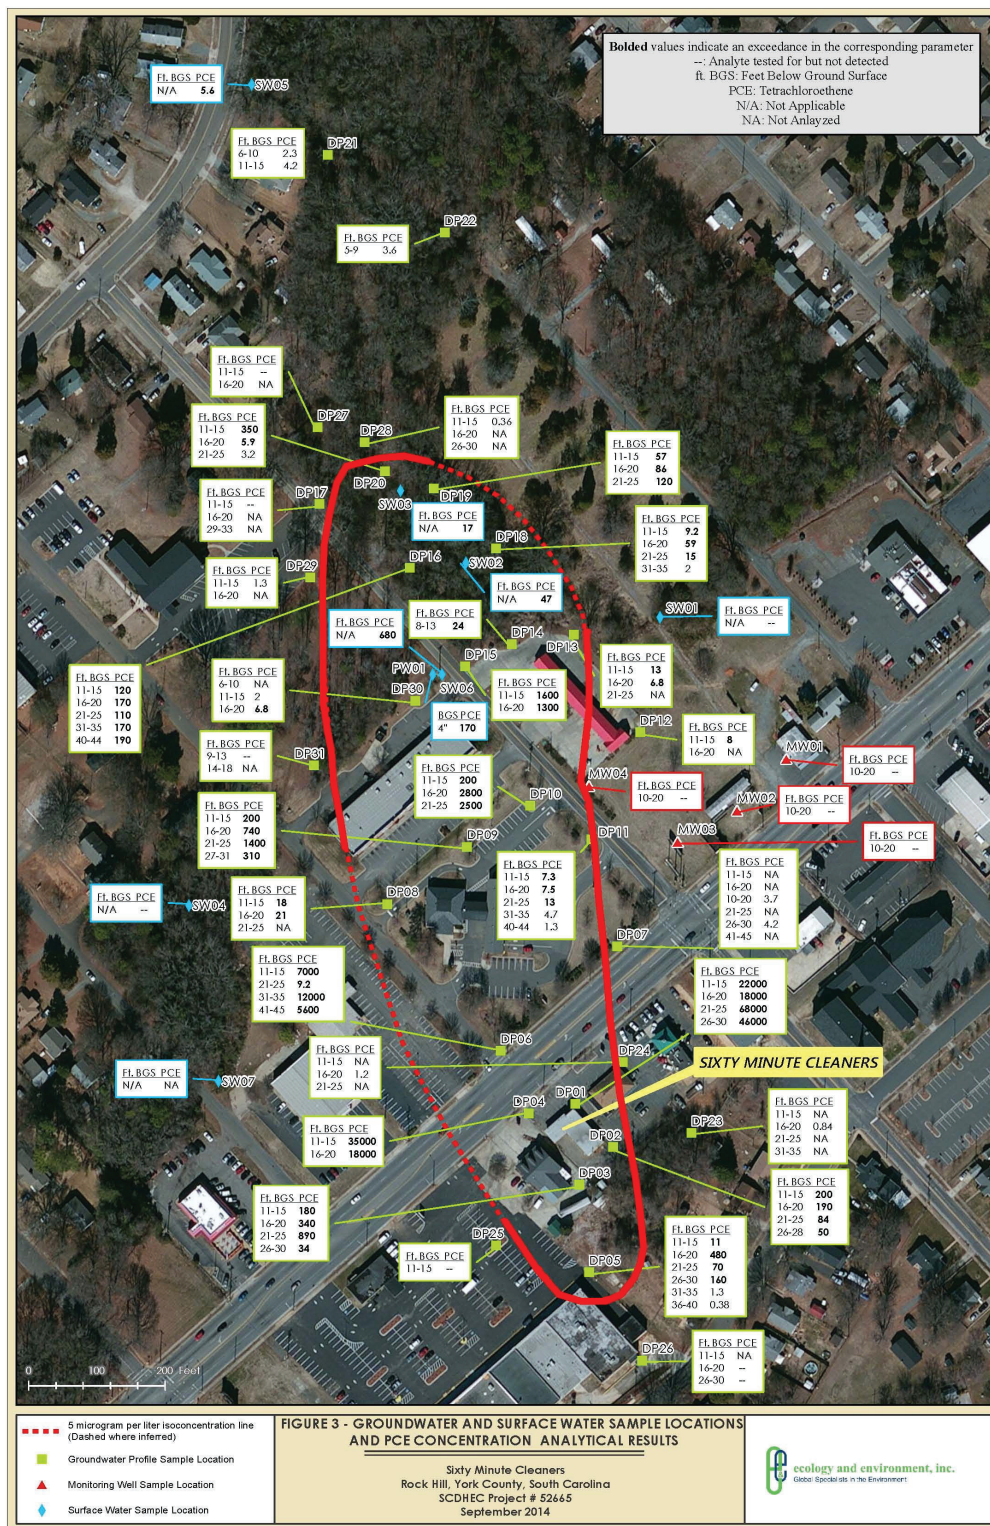 Bolded values indicate an exceedance in the corresponding parameter
--: Analyte tested for but not detected
ft. BGS: Feet Below Ground Surface
PCE: Tetrachloroethene
N/A: Not Applicable
NA: Not Anlayzed
Ft. BGS PCE
N/A 5.6
SW05
Ft. BGS PCE
6-10 2.3
11-15 4.2
DP21
DP22
Ft. BGS PCE
5-9 3.6
Ft. BGS PCE
11-15 --
16-20 NA
DP27
Ft. BGS PCE
11-15 350
16-20 5.9
21-25 3.2
DP28
Ft. BGS PCE
11-15 0.36
16-20 NA
26-30 NA
Ft. BGS PCE
11-15 57
16-20 86
21-25 120
DP20
DP17
SW03
DP19
Ft. BGS PCE
11-15 --
16-20 NA
29-33 NA
Ft. BGS PCE
N/A 17
Ft. BGS PCE
11-15 9.2
16-20 59
21-25 15
31-35 2
DP18
DP16
SW02
DP29
Ft. BGS PCE
11-15 1.3
16-20 NA
Ft. BGS PCE
N/A 47
SW01
Ft. BGS PCE
N/A --
Ft. BGS PCE
N/A 680
Ft. BGS PCE
8-13 24
DP14
DP13
Ft. BGS PCE
11-15 120
16-20 170
21-25 110
31-35 170
40-44 190
Ft. BGS PCE
6-10 NA
11-15 2
16-20 6.8
PW01
SW06
DP15
DP30
Ft. BGS PCE
11-15 1600
16-20 1300
Ft. BGS PCE
11-15 13
16-20 6.8
21-25 NA
BGS PCE
4" 170
DP12
Ft. BGS PCE
11-15 8
16-20 NA
MW01
Ft. BGS PCE
10-20 --
Ft. BGS PCE
9-13 --
14-18 NA
DP31
Ft. BGS PCE
11-15 200
16-20 2800
21-25 2500
DP10
MW04
Ft. BGS PCE
10-20 --
MW02
Ft. BGS PCE
10-20 --
Ft. BGS PCE
11-15 200
16-20 740
21-25 1400
27-31 310
DP09
DP11
MW03
Ft. BGS PCE
10-20 --
Ft. BGS PCE
N/A --
SW04
Ft. BGS PCE
11-15 18
16-20 21
21-25 NA
DP08
Ft. BGS PCE
11-15 7.3
16-20 7.5
21-25 13
31-35 4.7
40-44 1.3
Ft. BGS PCE
11-15 NA
16-20 NA
10-20 3.7
21-25 NA
26-30 4.2
41-45 NA
DP07
Ft. BGS PCE
11-15 7000
21-25 9.2
31-35 12000
41-45 5600
Ft. BGS PCE
11-15 22000
16-20 18000
21-25 68000
26-30 46000
DP06
Ft. BGS PCE
11-15 NA
16-20 1.2
21-25 NA
DP24
SIXTY MINUTE CLEANERS
Ft. BGS PCE
N/A NA
SW07
DP04
DP01
DP23
Ft. BGS PCE
11-15 NA
16-20 0.84
21-25 NA
31-35 NA
Ft. BGS PCE
11-15 35000
16-20 18000
DP02
DP03
Ft. BGS PCE
11-15 200
16-20 190
21-25 84
26-28 50
Ft. BGS PCE
11-15 180
16-20 340
21-25 890
26-30 34
DP25
Ft. BGS PCE
11-15 --
DP05
Ft. BGS PCE
11-15 11
16-20 480
21-25 70
26-30 160
31-35 1.3
36-40 0.38
DP26
Ft. BGS PCE
11-15 NA
16-20 --
26-30 --
0 100 200 Feet
5 microgram per liter isoconcentration line
(Dashed where inferred)
Groundwater Profile Sample Location
Monitoring Well Sample Location
Surface Water Sample Location
FIGURE 3 - GROUNDWATER AND SURFACE WATER SAMPLE LOCATIONS
AND PCE CONCENTRATION ANALYTICAL RESULTS
Sixty Minute Cleaners
Rock Hill, York County, South Carolina
SCDHEC Project # 52665
September 2014
ecology and environment, inc.
Global Specialists in the Environment